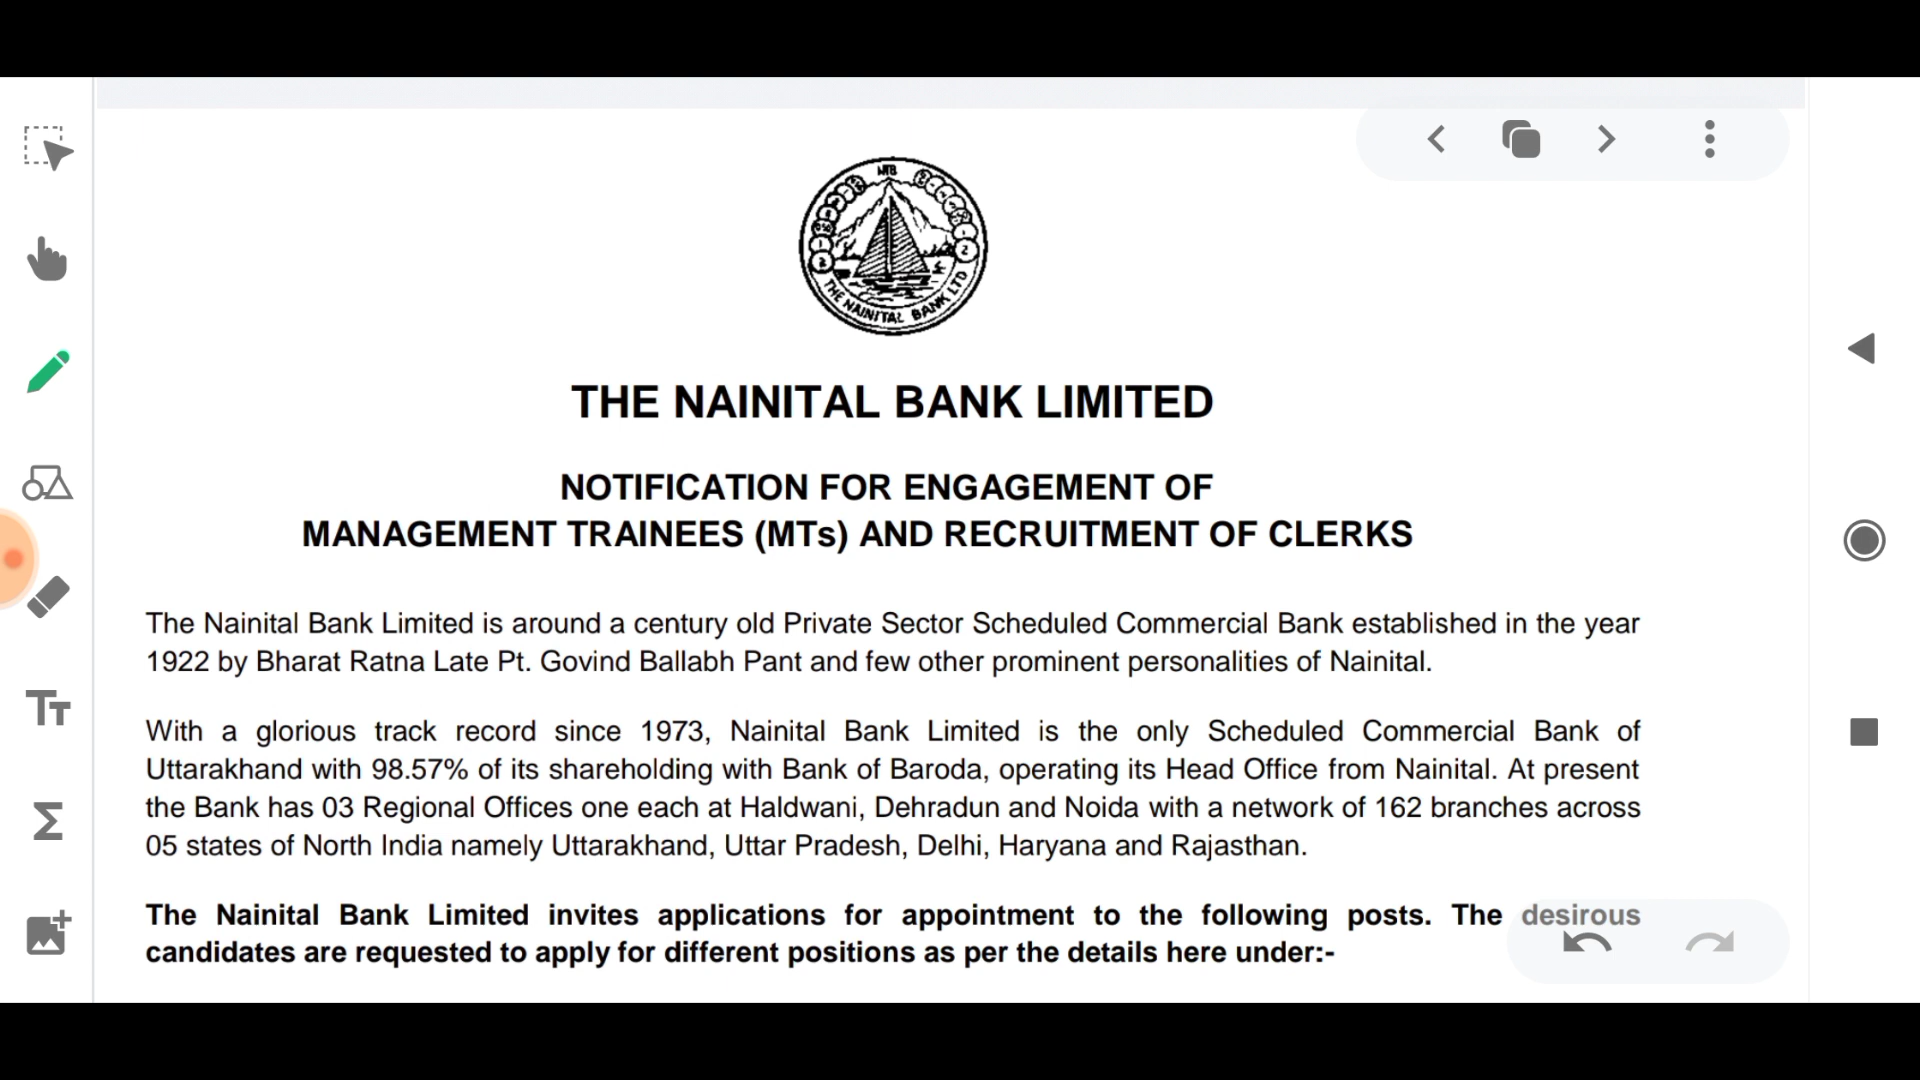 NTB
THE NAINITAL BANK LTD
THE NAINITAL BANK LIMITED
NOTIFICATION FOR ENGAGEMENT OF
MANAGEMENT TRAINEES (MTs) AND RECRUITMENT OF CLERKS
The Nainital Bank Limited is around a century old Private Sector Scheduled Commercial Bank established in the year
1922 by Bharat Ratna Late Pt. Govind Ballabh Pant and few other prominent personalities of Nainital.
With a glorious track record since 1973, Nainital Bank Limited is the only Scheduled Commercial Bank of
Uttarakhand with 98.57% of its shareholding with Bank of Baroda, operating its Head Office from Nainital. At present
the Bank has 03 Regional Offices one each at Haldwani, Dehradun and Noida with a network of 162 branches across
05 states of North India namely Uttarakhand, Uttar Pradesh, Delhi, Haryana and Rajasthan.
The Nainital Bank Limited invites applications for appointment to the following posts. The desirous
candidates are requested to apply for different positions as per the details here under:-